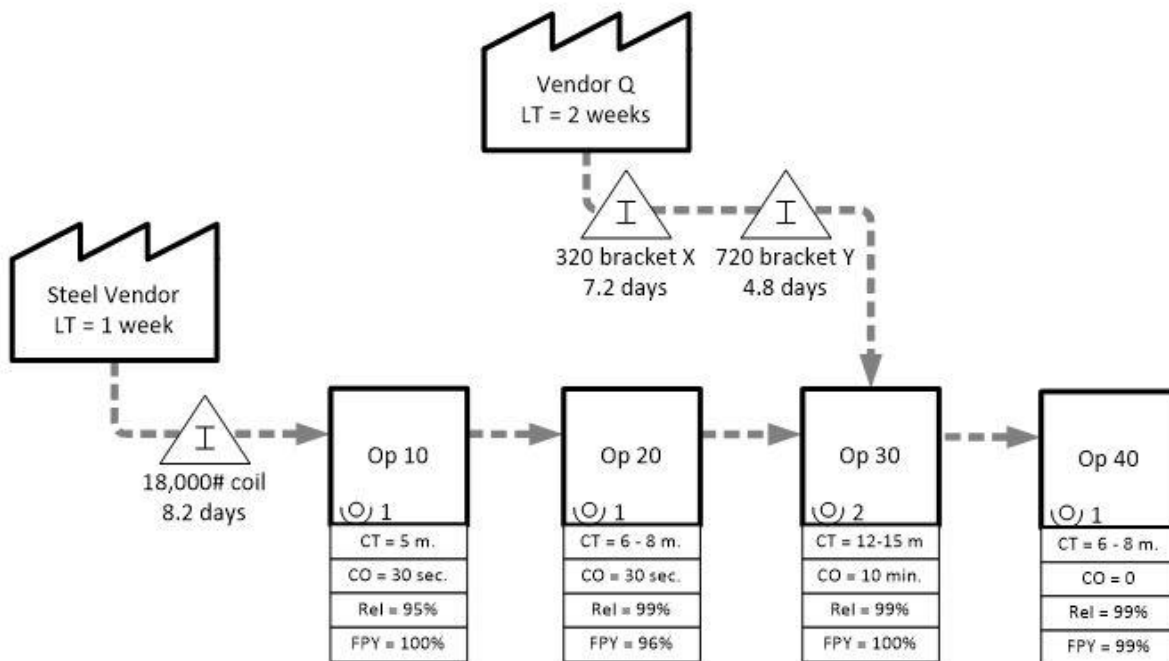 Vendor Q
LT = 2 weeks
I
I
320 bracket X
7.2 days
720 bracket Y
4.8 days
Steel Vendor
LT = 1 week
I
18,000# coil
8.2 days
Op 10
1
CT = 5 m.
CO = 30 sec.
Rel = 95%
FPY = 100%
Op 20
1
CT = 6 - 8 m.
CO = 30 sec.
Rel = 99%
FPY = 96%
Op 30
2
CT = 12-15 m
CO = 10 min.
Rel = 99%
FPY = 100%
Op 40
1
CT = 6 - 8 m.
CO = 0
Rel = 99%
FPY = 99%